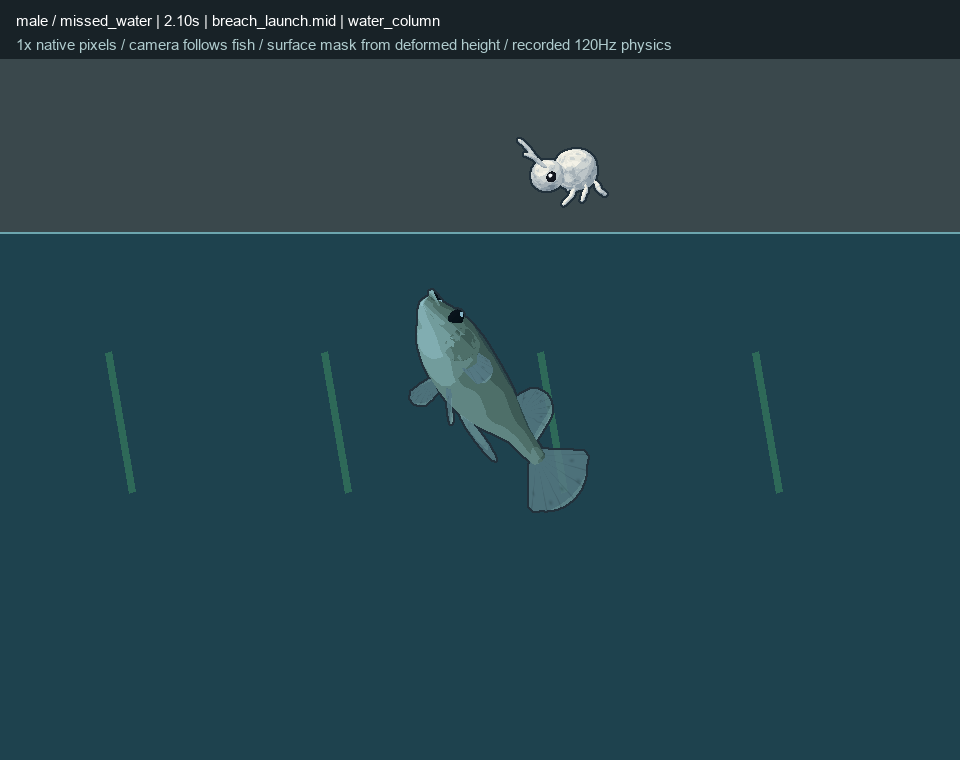 male / missed_water | 2.10s | breach_launch.mid | water_column
1x native pixels / camera follows fish / surface mask from deformed height / recorded 120Hz physics